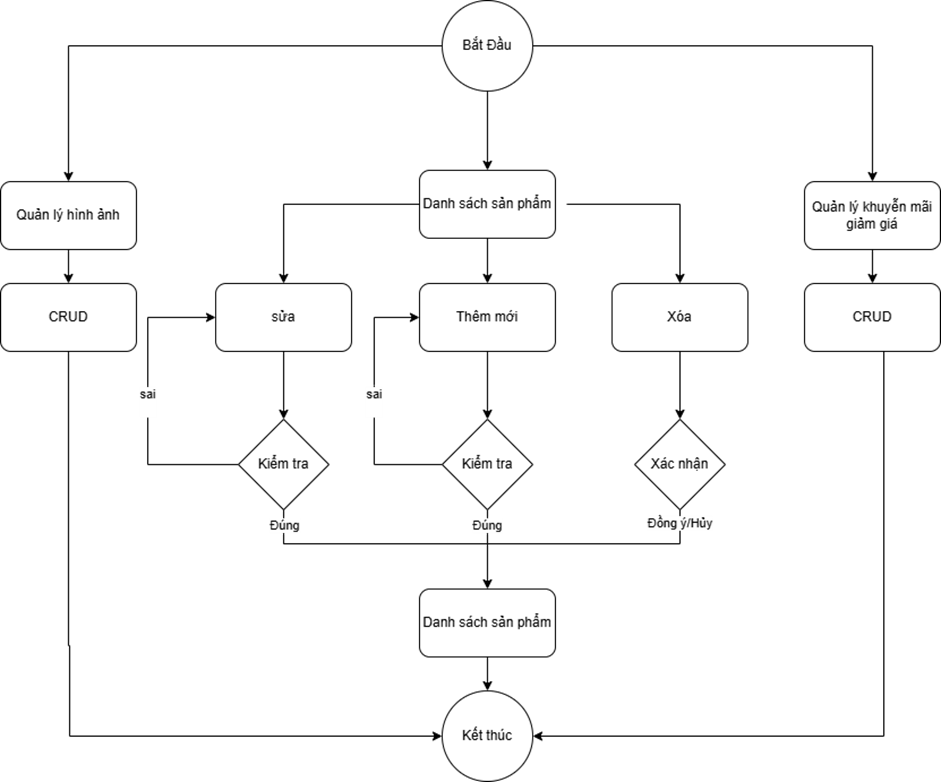 Bắt Đầu
Quản lý hình ảnh
Danh sách sản phẩm
Quản lý khuyễn mãi
giảm giá
CRUD
sửa
Thêm mới
Xóa
CRUD
sai
sai
Kiểm tra
Kiểm tra
Xác nhận
Đúng
Đúng
Đồng ý/Hủy
Danh sách sản phẩm
Kết thúc